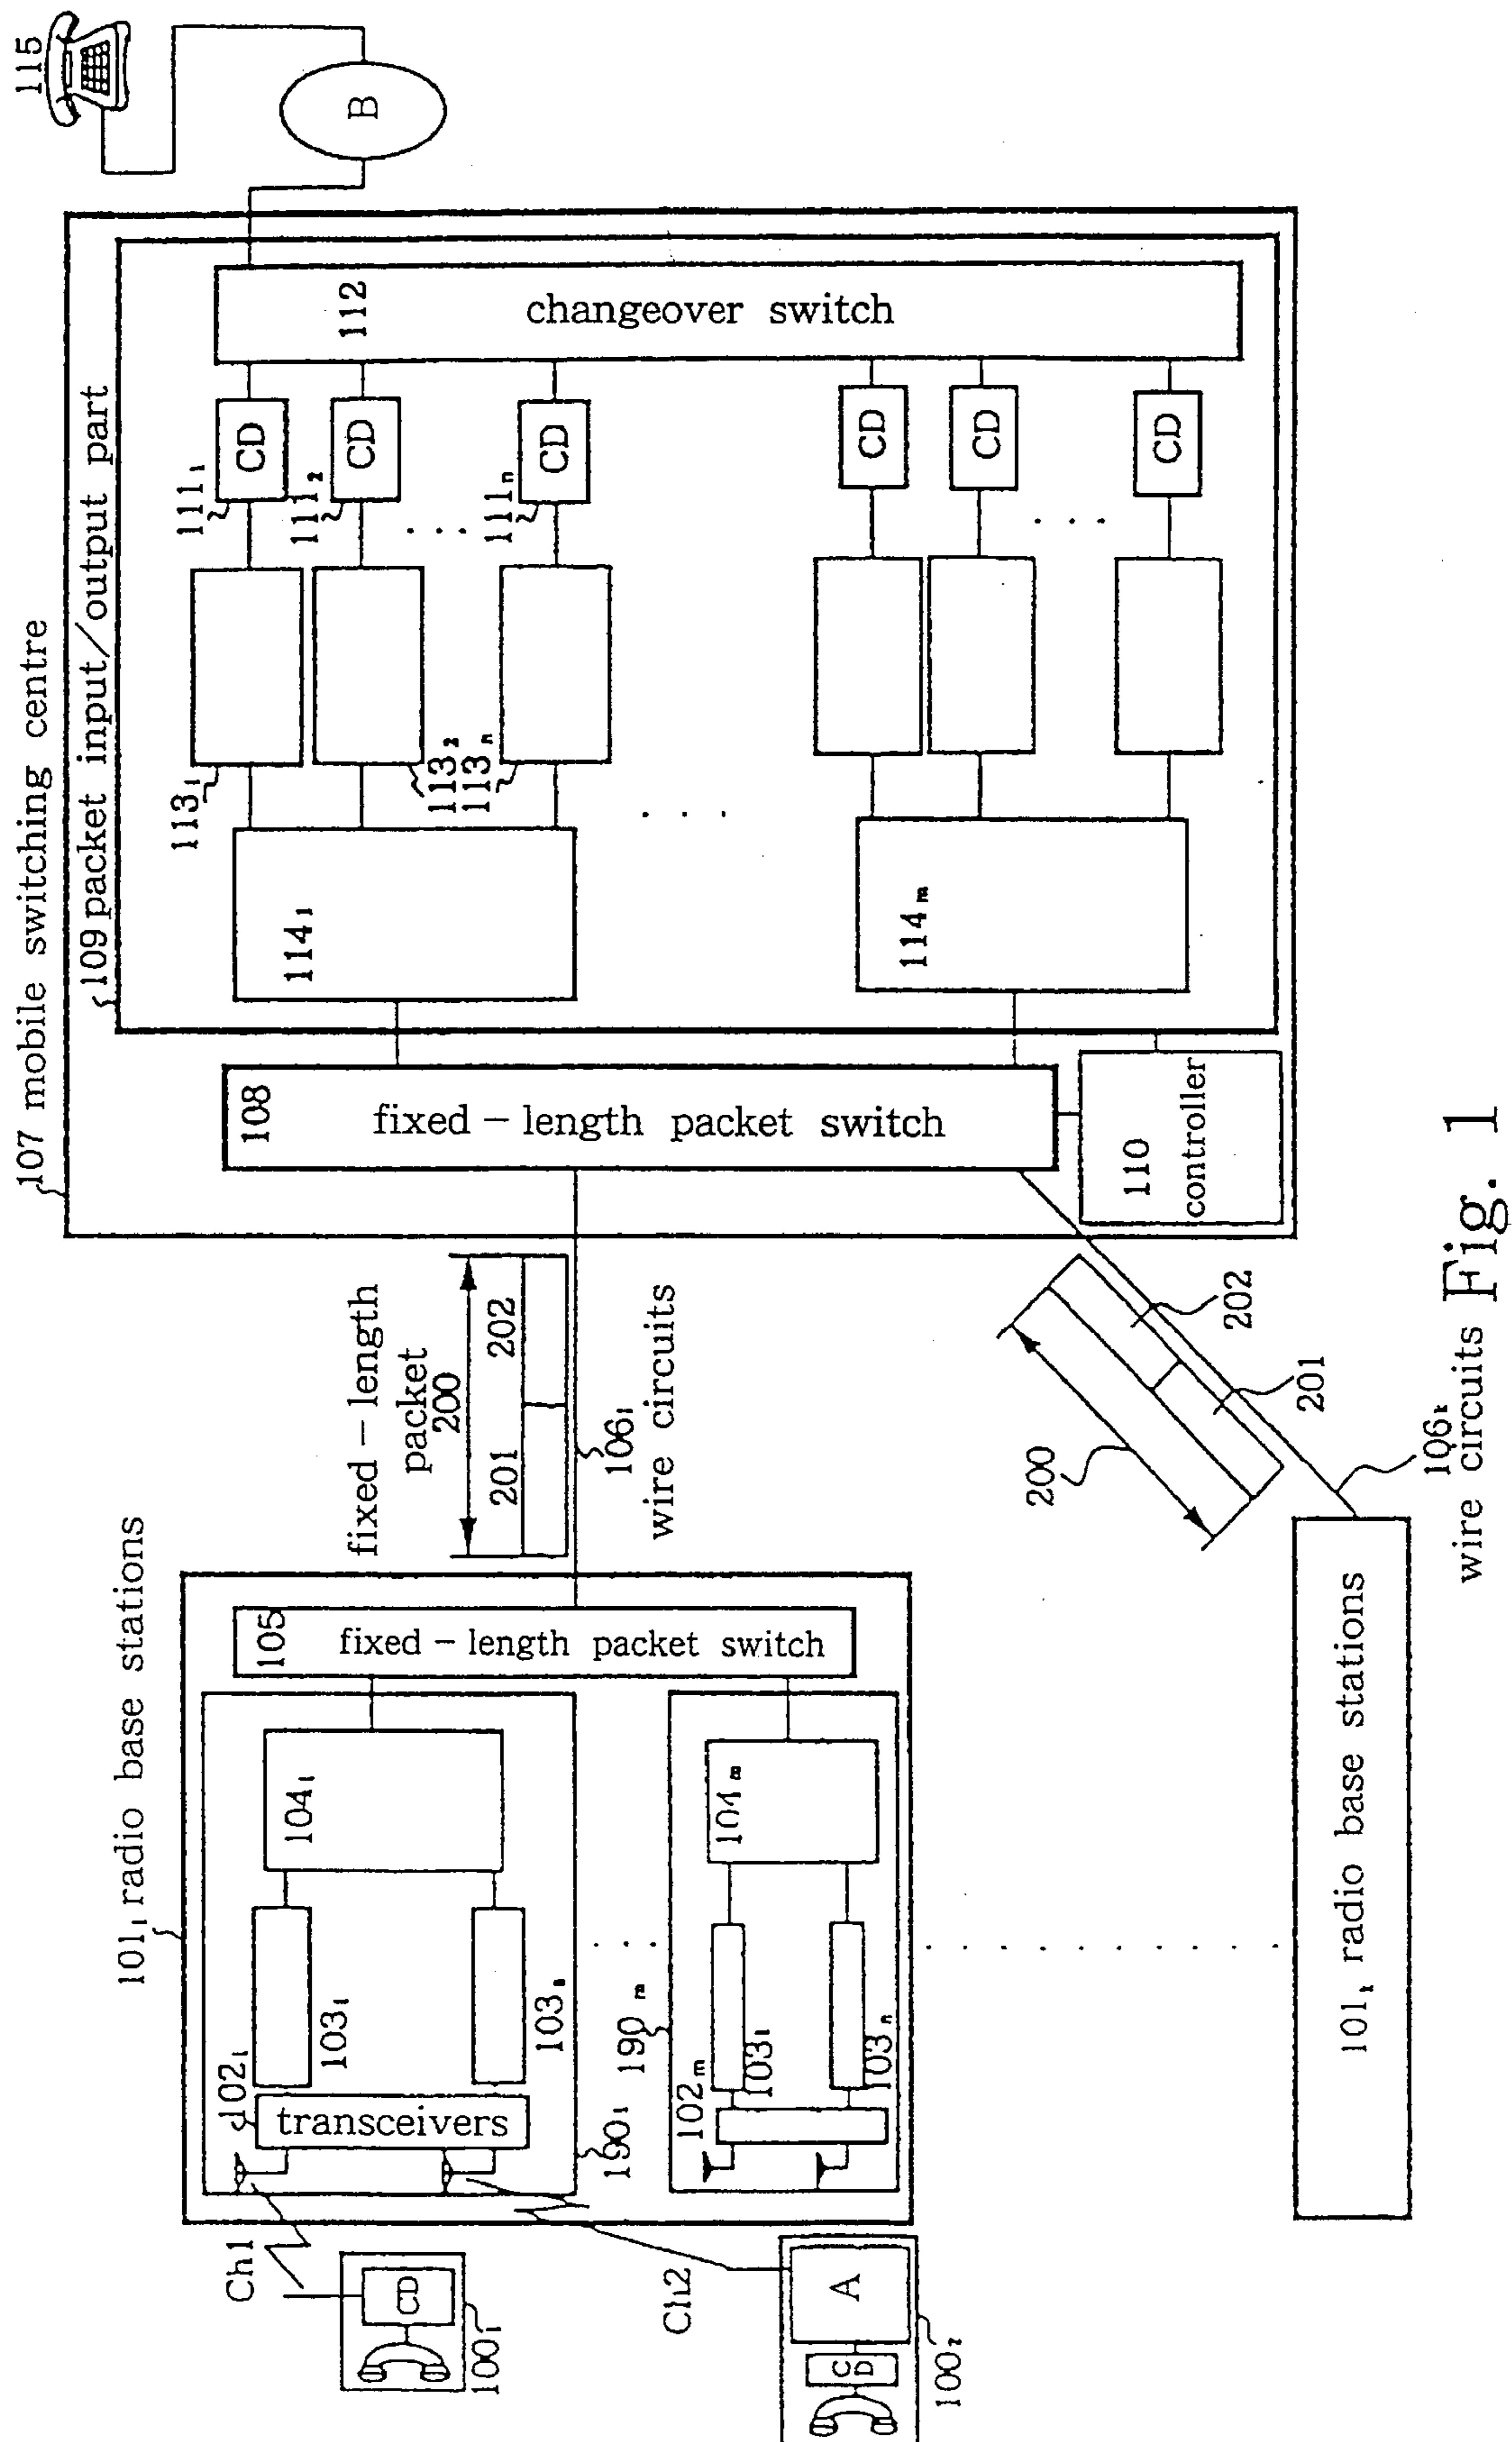 115
B
107 mobile switching centre
109 packet input/output part
112
changeover switch
111₁
CD
111₂
CD
. . .
111ₙ
CD
CD
CD
. . .
CD
113₁
113₂
113ₙ
. . .
114₁
114ₘ
108
fixed – length packet switch
110
controller
fixed – length
packet
200
201
202
106₁
wire circuits
200
202
201
106ₖ
wire circuits
101₁ radio base stations
105
fixed – length packet switch
104₁
104ₘ
103₁
103ₙ
. . .
102₁
transceivers
190₁
190ₘ
102ₘ
103₁
103ₙ
Ch1
CD
100₁
Ch2
A
CD
100₂
101ₖ radio base stations
Fig. 1